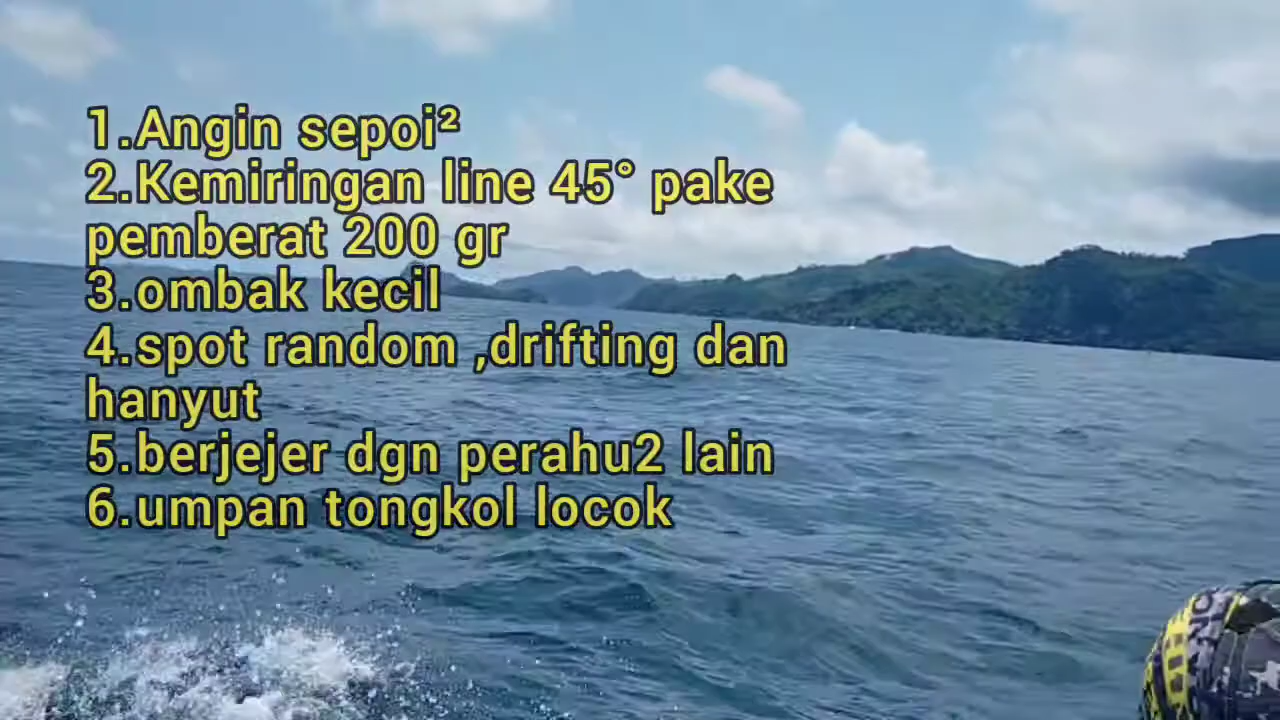 1.Angin sepoi²
2.Kemiringan line 45° pake
pemberat 200 gr
3.ombak kecil
4.spot random ,drifting dan
hanyut
5.berjejer dgn perahu2 lain
6.umpan tongkol locok